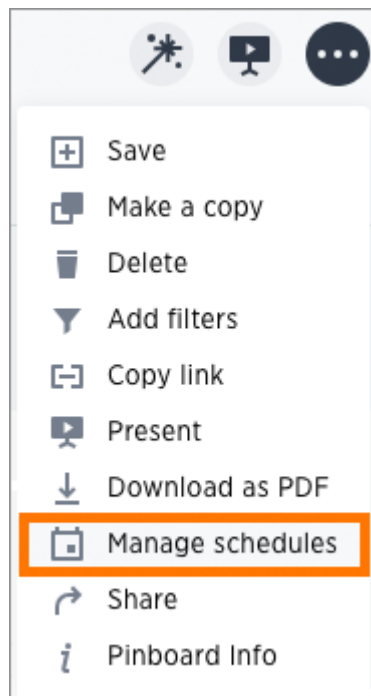 Save
Make a copy
Delete
Add filters
Copy link
Present
Download as PDF
Manage schedules
Share
Pinboard Info